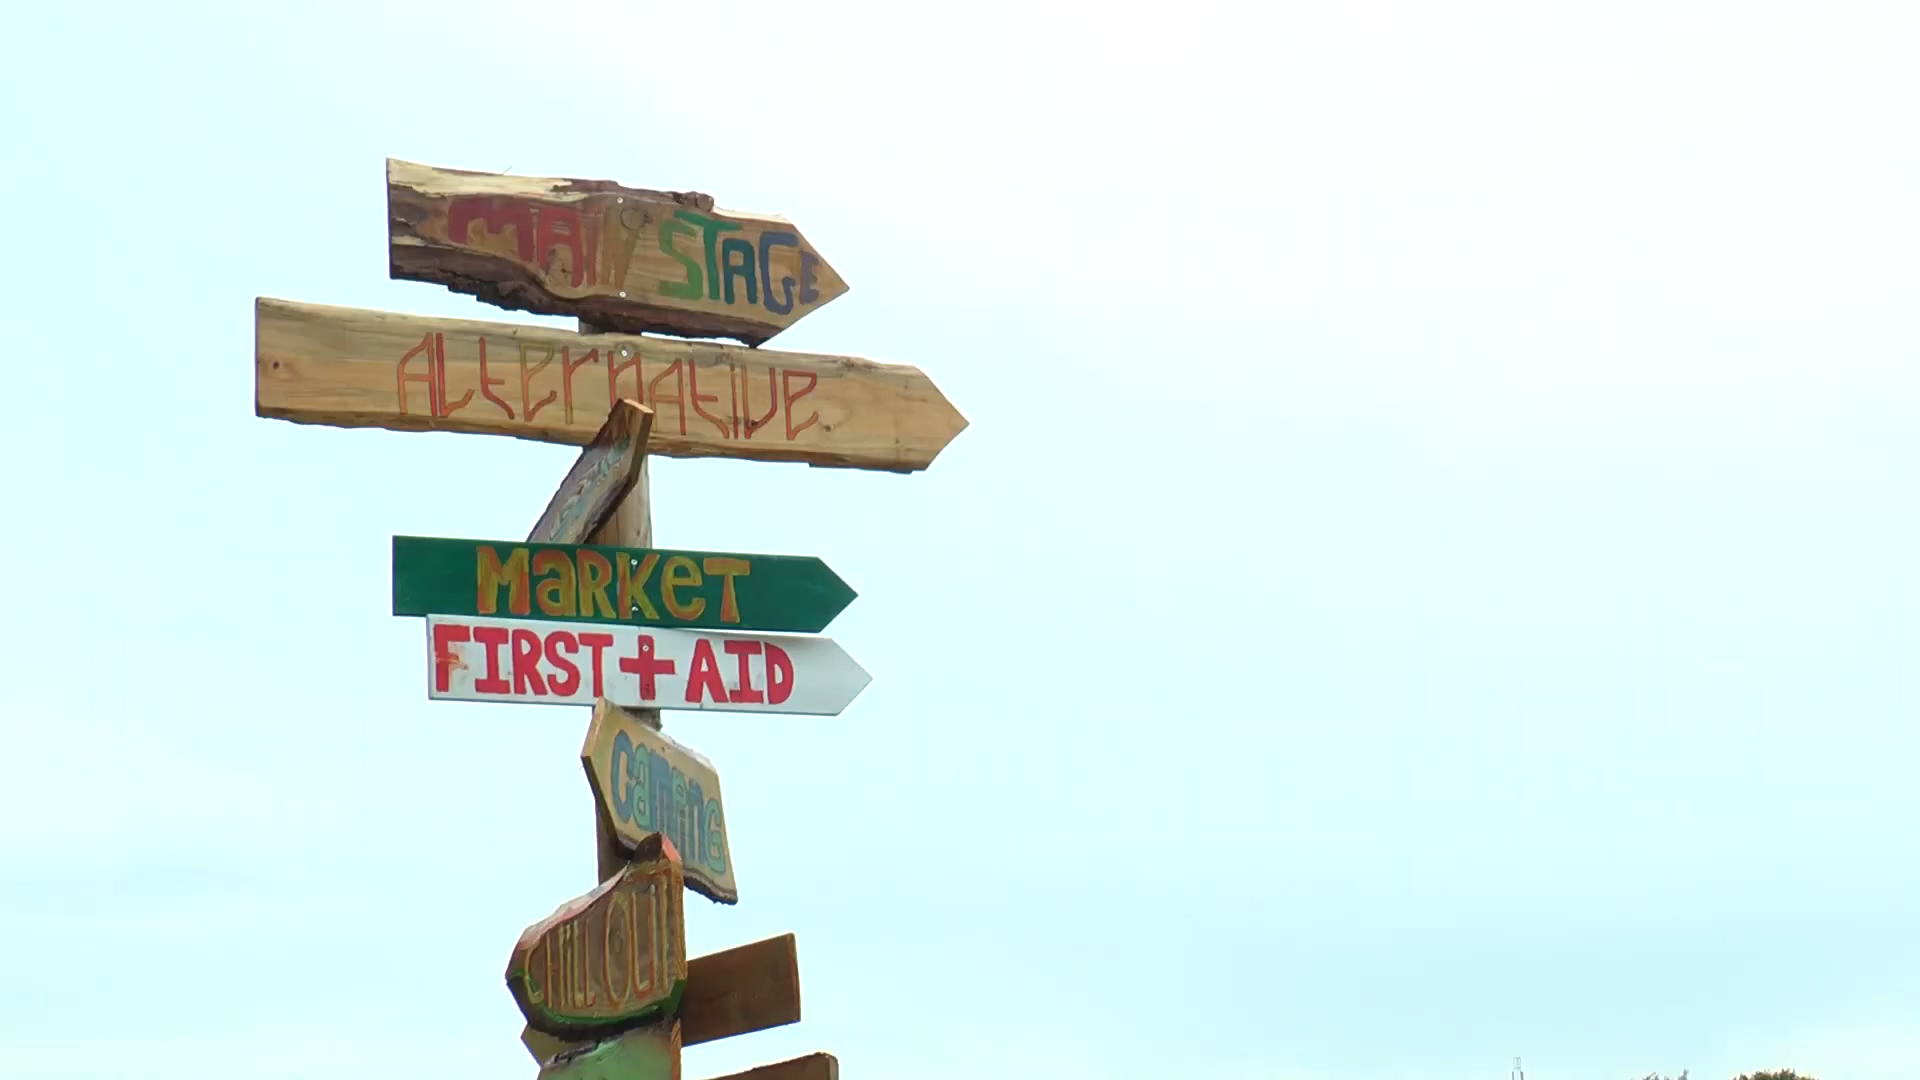 MAIN STAGE
ALternative
MaRKeT
FIRST+AID
CamPiNG
CHILL OUT